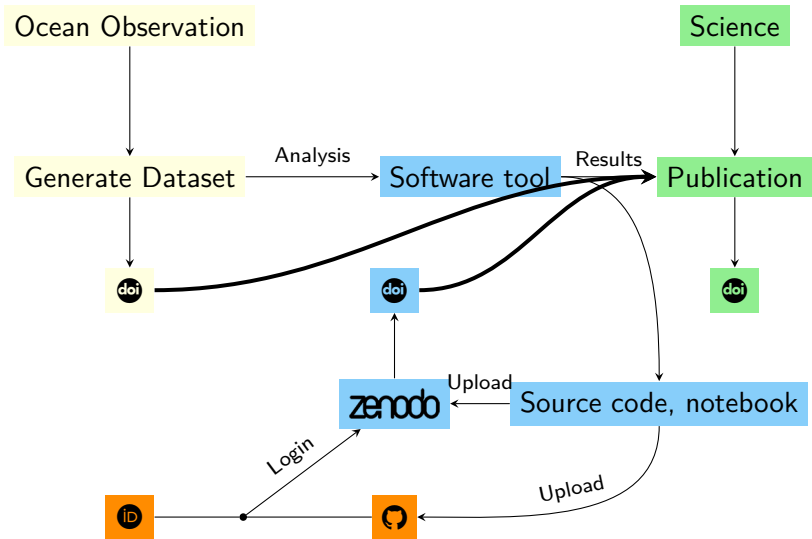 Ocean Observation
Science
Analysis
Results
Generate Dataset
Software tool
Publication
doi
doi
doi
zenodo
Upload
Source code, notebook
Login
Upload
iD